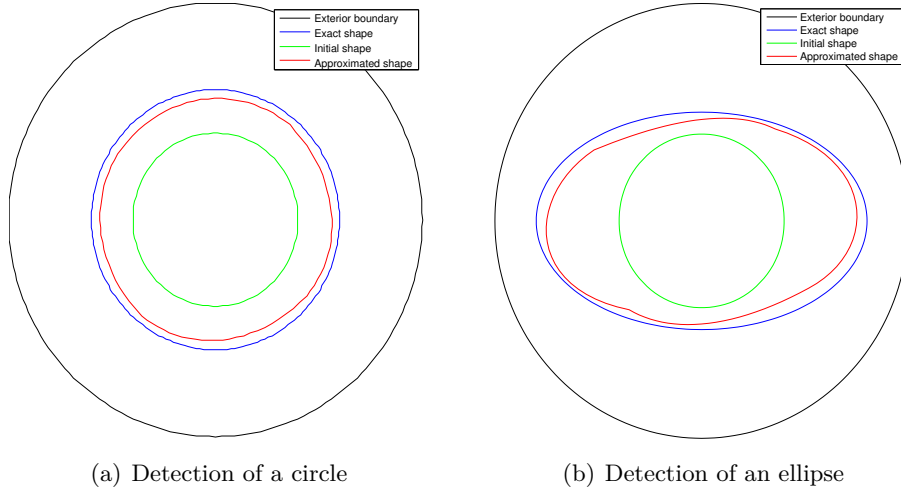 Exterior boundary
Exact shape
Initial shape
Approximated shape
Exterior boundary
Exact shape
Initial shape
Approximated shape
(a) Detection of a circle
(b) Detection of an ellipse